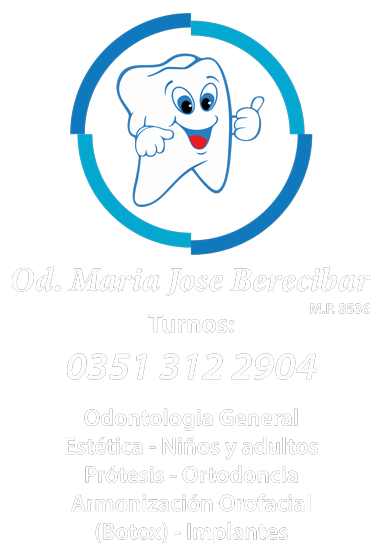 Od. Maria Jose Berecibar
M.P. 8536
Turnos:
0351 312 2904
Odontologia General
Estética - Niños y adultos
Prótesis - Ortodoncia
Armonización Orofacial
(Botox) - Implantes